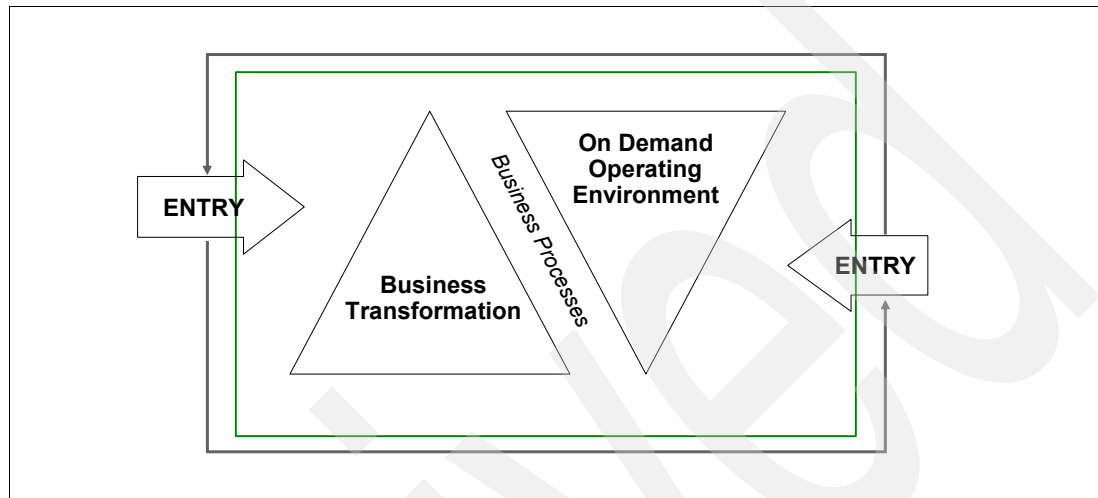 ENTRY
Business
Transformation
Business Processes
On Demand
Operating
Environment
ENTRY